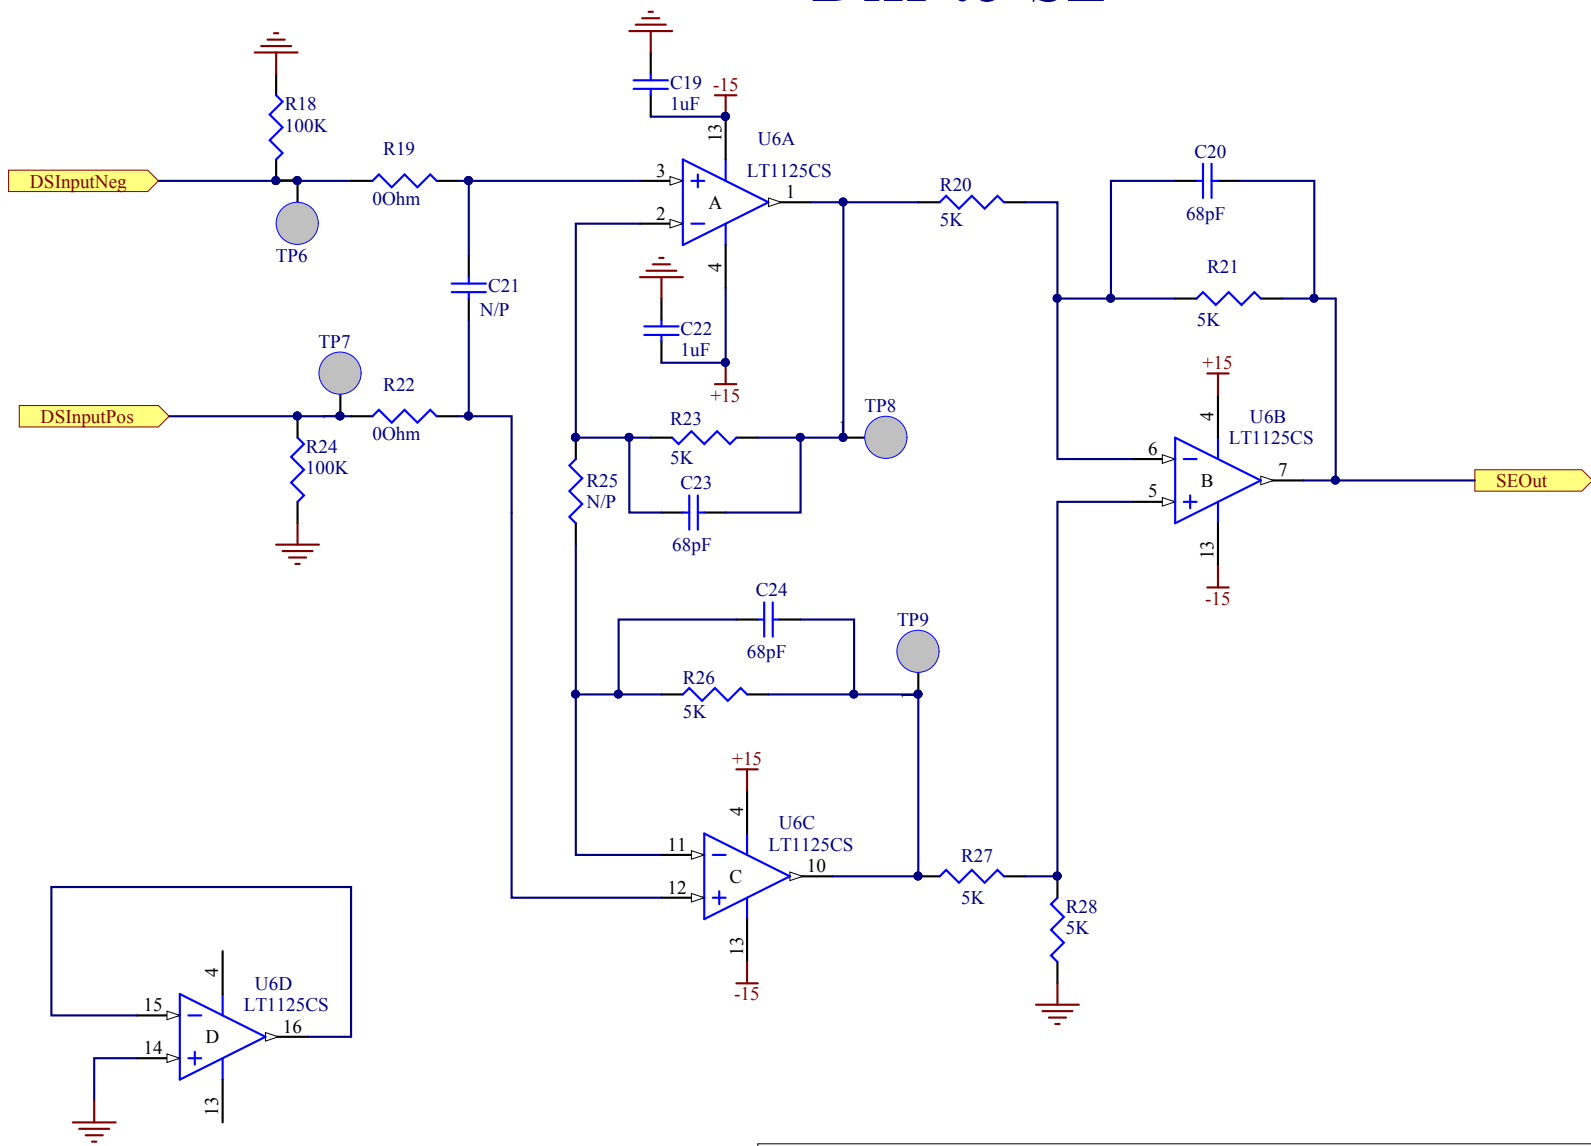 Diff to SE
C19
1uF
-15
R18
100K
13
U6A
LT1125CS
R19
0Ohm
DSInputNeg
3
2
A
1
4
TP6
R20
5K
C20
68pF
R21
5K
C21
N/P
C22
1uF
+15
TP7
R22
0Ohm
DSInputPos
R24
100K
R23
5K
TP8
R25
N/P
C23
68pF
+15
4
U6B
LT1125CS
6
5
B
7
13
-15
SEOut
C24
68pF
TP9
R26
5K
+15
4
U6C
LT1125CS
11
12
C
10
13
-15
R27
5K
R28
5K
4
U6D
LT1125CS
15
14
D
16
13